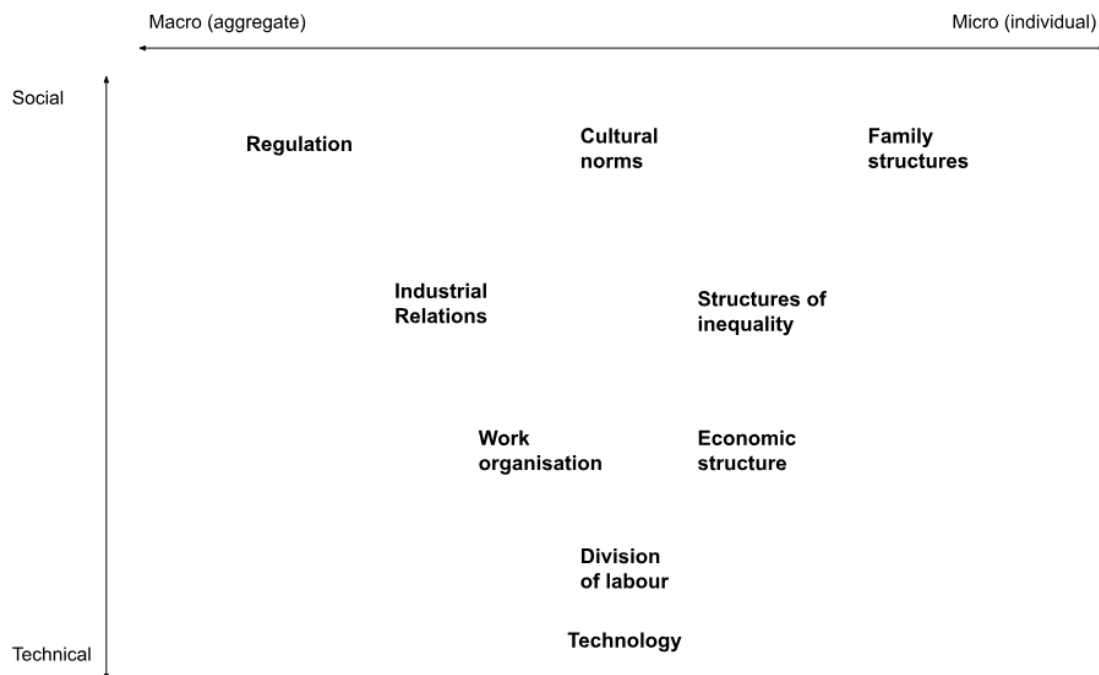 Macro (aggregate)
Micro (individual)
Social
Regulation
Cultural
norms
Family
structures
Industrial
Relations
Structures of
inequality
Work
organisation
Economic
structure
Division
of labour
Technology
Technical